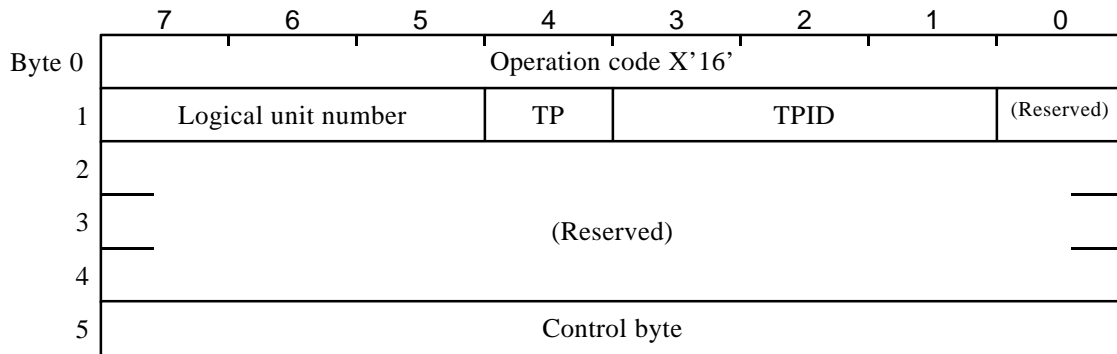 7 6 5 4 3 2 1 0
Byte 0 Operation code X’16’
1 Logical unit number TP TPID (Reserved)
2
3 (Reserved)
4
5 Control byte